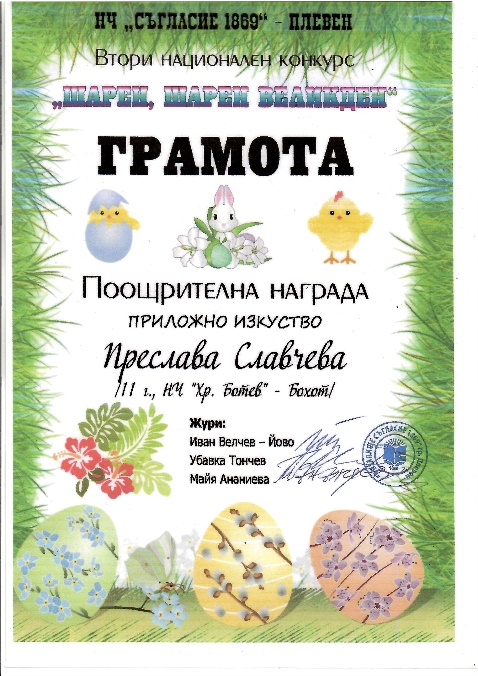 НЧ „СЪГЛАСИЕ 1869“ - ПЛЕВЕН
Втори национален конкурс
„ШАРЕН, ШАРЕН ВЕЛИКДЕН“
ГРАМОТА
Поощрителна награда
ПРИЛОЖНО ИЗКУСТВО
Преслава Славчева
/11 г., НЧ "Хр. Ботев" - Бохот/
Жури:
Иван Велчев – Йово
Убавка Тончев
Майя Ананиева